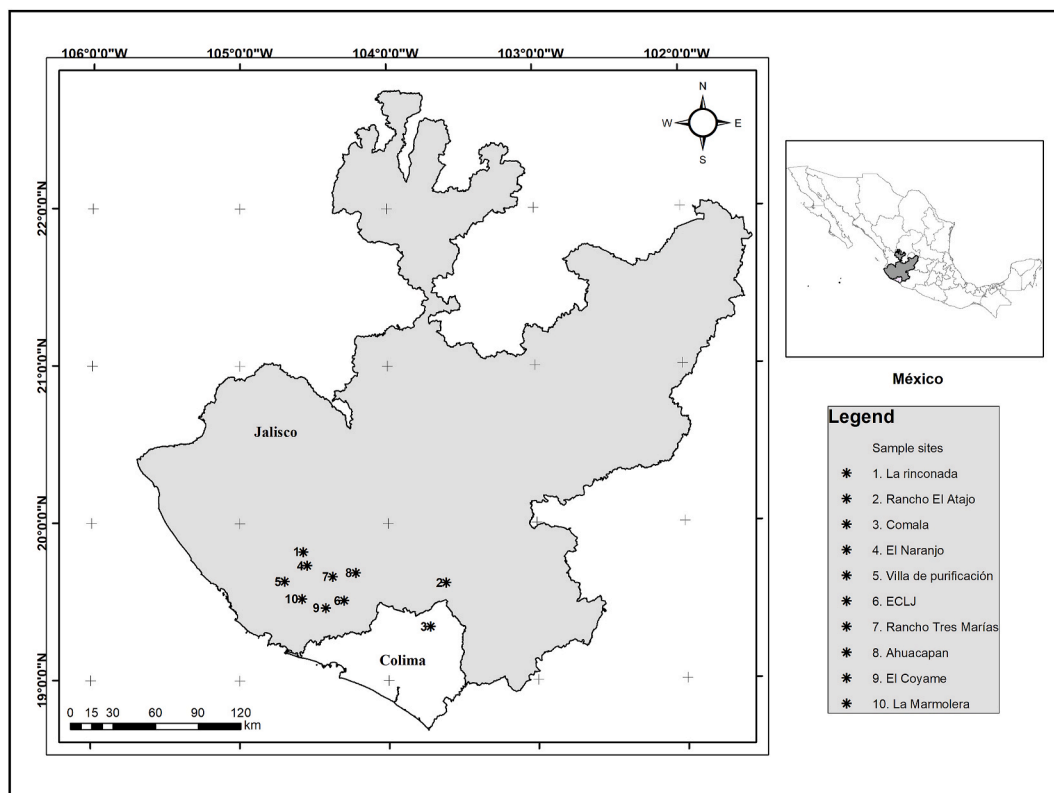 106°0'0"W 105°0'0"W 104°0'0"W 103°0'0"W 102°0'0"W
22°0'0"N
21°0'0"N
20°0'0"N
19°0'0"N
N
W E
S
Jalisco
1
4
5
7
8
2
10
6
9
3
Colima
0 15 30 60 90 120
km
México
Legend
Sample sites
1. La rinconada
2. Rancho El Atajo
3. Comala
4. El Naranjo
5. Villa de purificación
6. ECLJ
7. Rancho Tres Marías
8. Ahuacapan
9. El Coyame
10. La Marmolera